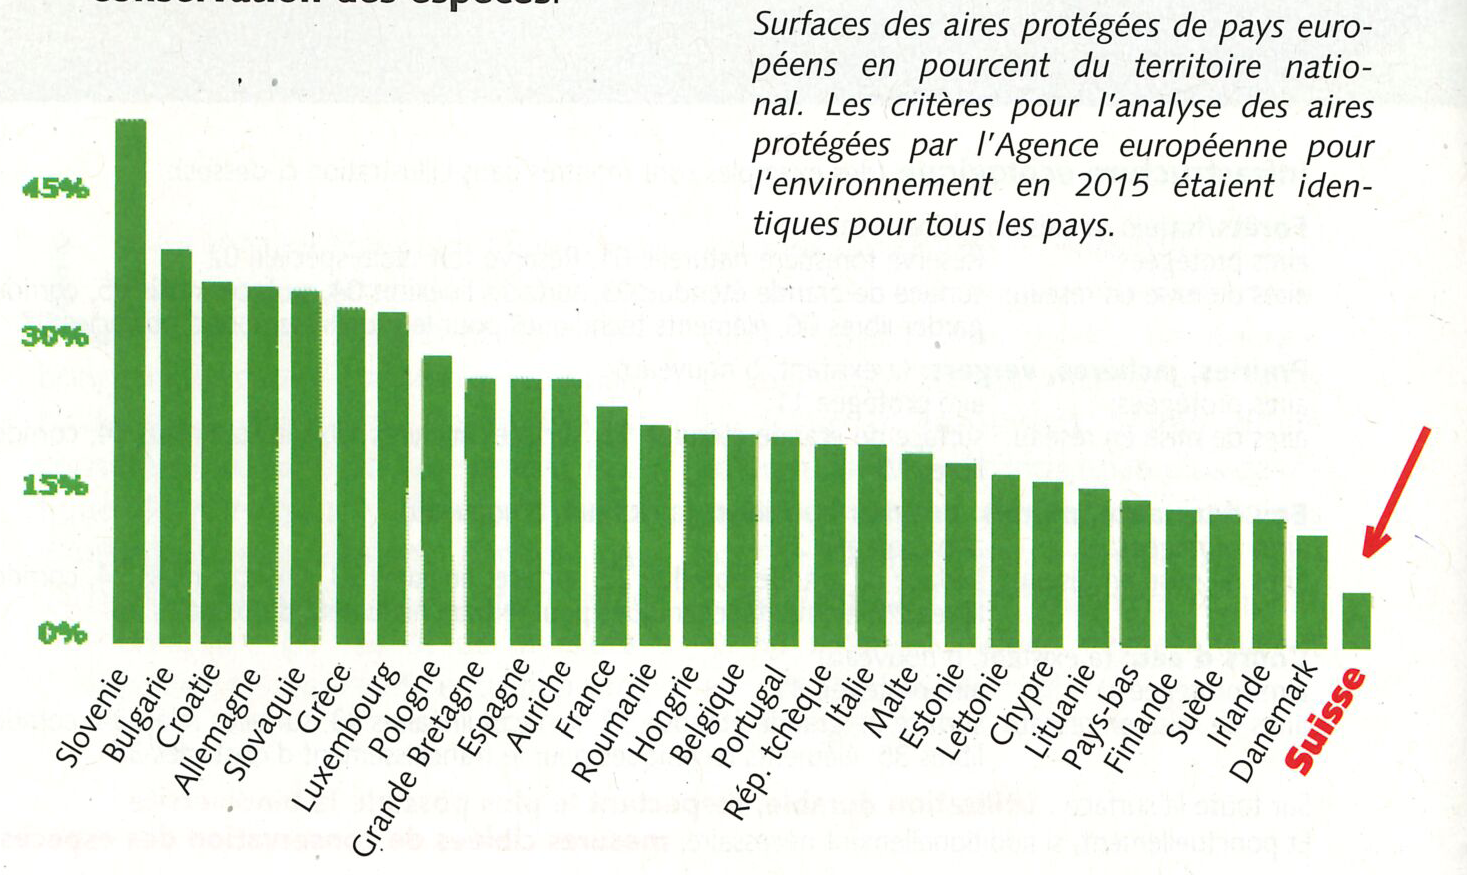 conservation des espèces.
Surfaces des aires protégées de pays euro-
péens en pourcent du territoire natio-
nal. Les critères pour l'analyse des aires
protégées par l'Agence européenne pour
l'environnement en 2015 étaient iden-
tiques pour tous les pays.
45%
30%
15%
0%
Slovenie
Bulgarie
Croatie
Allemagne
Slovaquie
Grèce
Luxembourg
Pologne
Grande Bretagne
Espagne
Auriche
France
Roumanie
Hongrie
Belgique
Portugal
Rép. tchèque
Italie
Malte
Estonie
Lettonie
Chypre
Lituanie
Pays-bas
Finlande
Suède
Irlande
Danemark
Suisse